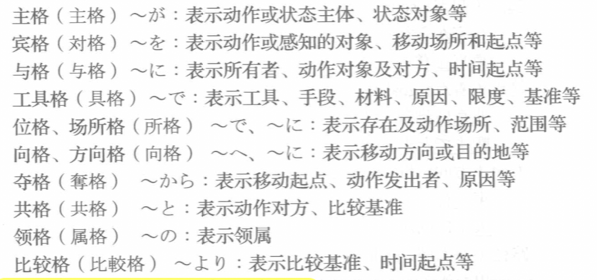 主格（主格）～が：表示动作或状态主体、状态对象等
宾格（対格）～を：表示动作或感知的对象、移动场所和起点等
与格（与格）～に：表示所有者、动作对象及对方、时间起点等
工具格（具格）～で：表示工具、手段、材料、原因、限度、基准等
位格、场所格（所格） ～で、～に：表示存在及动作场所、范围等
向格、方向格（向格） ～へ、～に：表示移动方向或目的地等
夺格（奪格） ～から：表示移动起点、动作发出者、原因等
共格（共格） ～と：表示动作对方、比较基准
领格（属格） ～の：表示领属
比较格（比較格）～より：表示比较基准、时间起点等